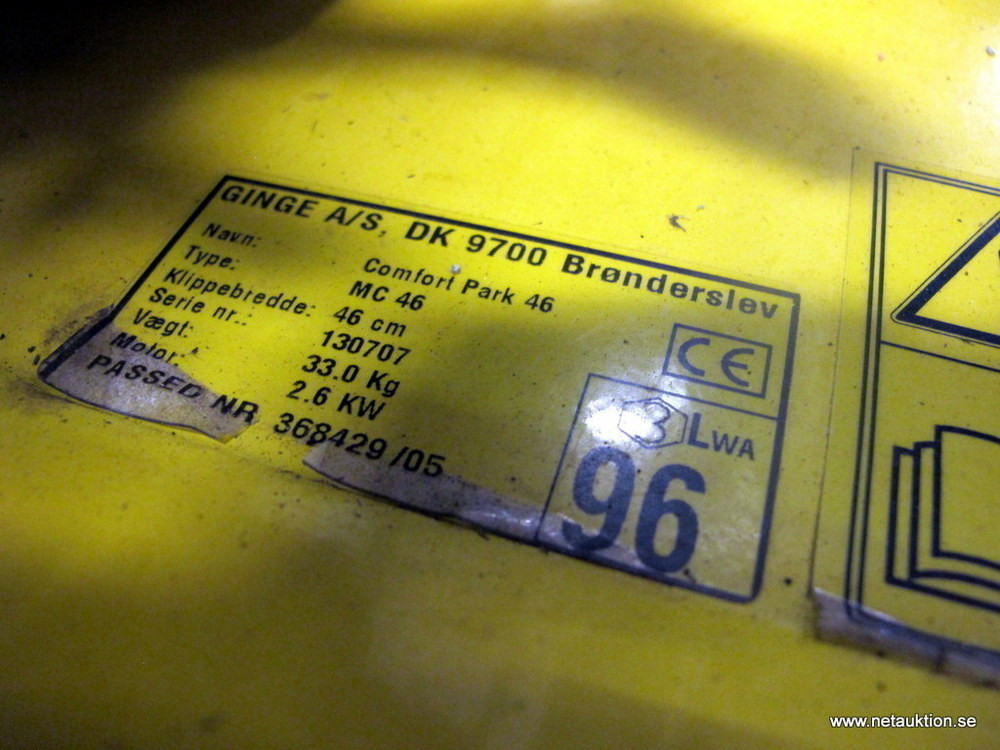 GINGE A/S, DK 9700 Brønderslev
Navn: Comfort Park 46
Type: MC 46
Klippebredde: 46 cm
Serie nr.: 130707
Vægt: 33.0 Kg
Motor: 2.6 KW
PASSED NR 368429 /05
CE
LWA
96
www.netauktion.se